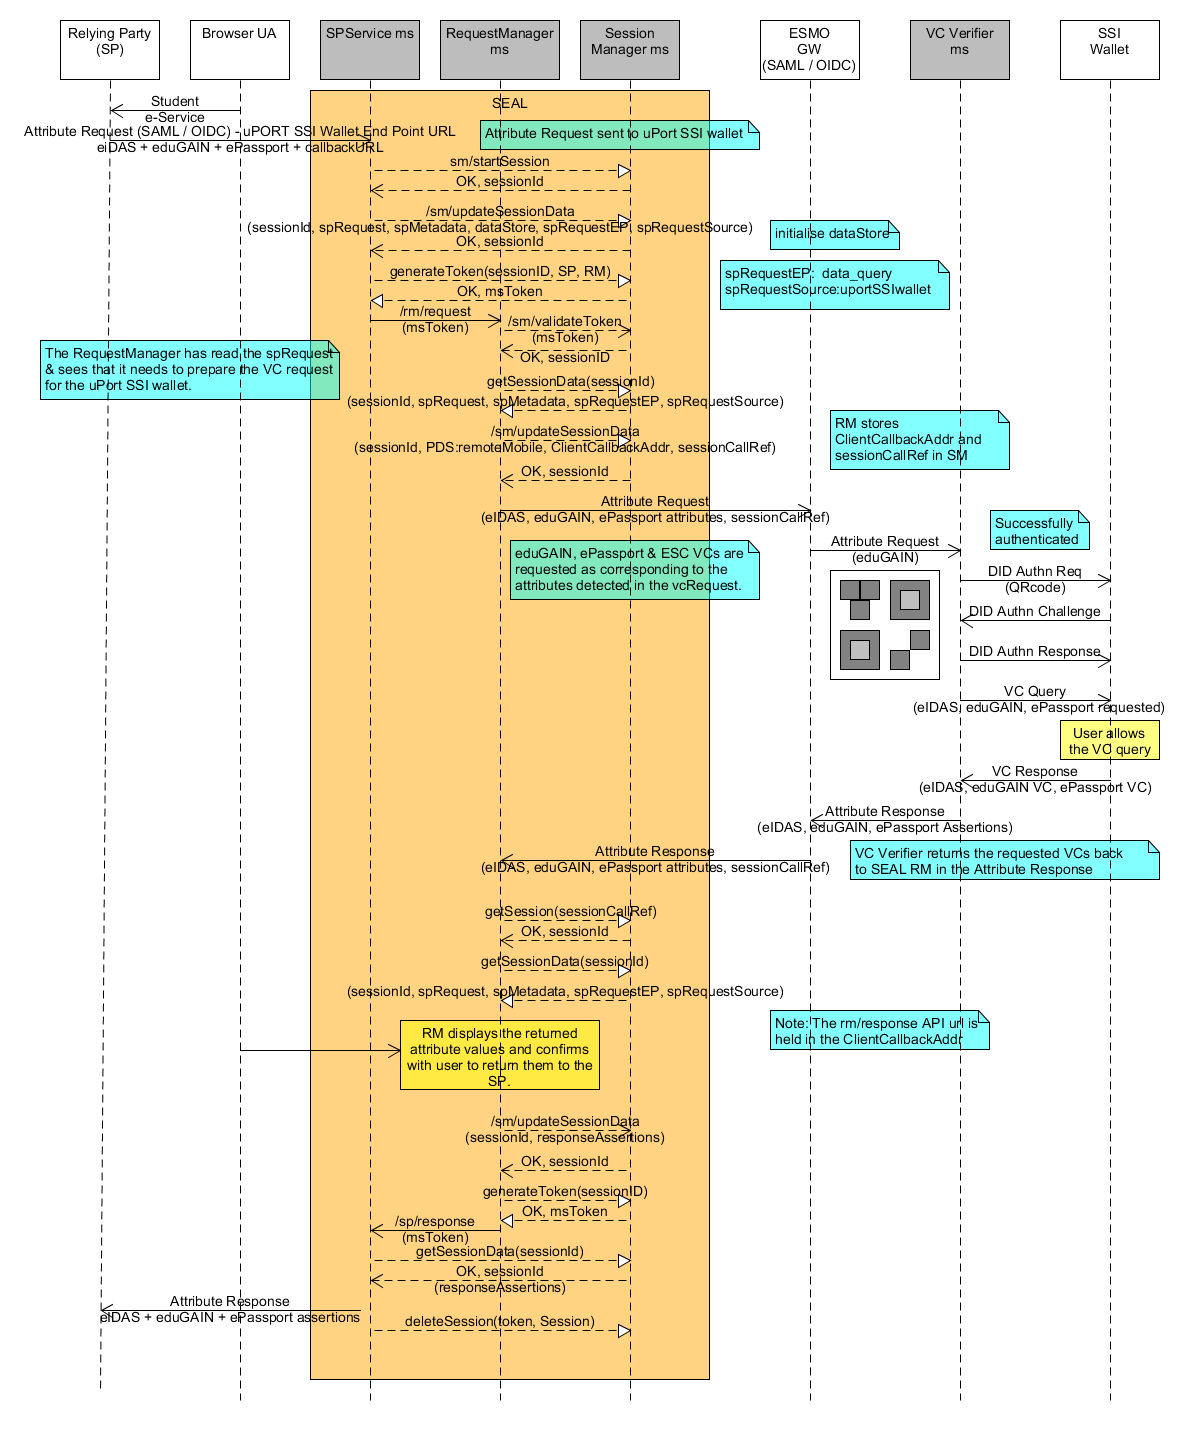 Relying Party
(SP)
Browser UA
SPService ms
RequestManager
ms
Session
Manager ms
ESMO
GW
(SAML / OIDC)
VC Verifier
ms
SSI
Wallet
SEAL
Student
e-Service
Attribute Request (SAML / OIDC) - uPORT SSI Wallet End Point URL
eiDAS + eduGAIN + ePassport + callbackURL
Attribute Request sent to uPort SSI wallet
sm/startSession
OK, sessionId
/sm/updateSessionData
(sessionId, spRequest, spMetadata, dataStore, spRequestEP, spRequestSource)
initialise dataStore
OK, sessionId
generateToken(sessionID, SP, RM)
spRequestEP:  data_query
spRequestSource:uportSSIwallet
OK, msToken
/rm/request
(msToken)
/sm/validateToken
(msToken)
OK, sessionID
The RequestManager has read the spRequest
& sees that it needs to prepare the VC request
for the uPort SSI wallet.
getSessionData(sessionId)
(sessionId, spRequest, spMetadata, spRequestEP, spRequestSource)
/sm/updateSessionData
(sessionId, PDS:remoteMobile, ClientCallbackAddr, sessionCallRef)
RM stores
ClientCallbackAddr and
sessionCallRef in SM
OK, sessionId
Attribute Request
(eIDAS, eduGAIN, ePassport attributes, sessionCallRef)
Successfully
authenticated
eduGAIN, ePassport & ESC VCs are
requested as corresponding to the
attributes detected in the vcRequest.
Attribute Request
(eduGAIN)
DID Authn Req
(QRcode)
DID Authn Challenge
DID Authn Response
VC Query
(eIDAS, eduGAIN, ePassport requested)
User allows
the VC query
VC Response
(eIDAS, eduGAIN VC, ePassport VC)
Attribute Response
(eIDAS, eduGAIN, ePassport Assertions)
Attribute Response
(eIDAS, eduGAIN, ePassport attributes, sessionCallRef)
VC Verifier returns the requested VCs back
to SEAL RM in the Attribute Response
getSession(sessionCallRef)
OK, sessionId
getSessionData(sessionId)
(sessionId, spRequest, spMetadata, spRequestEP, spRequestSource)
Note: The rm/response API url is
held in the ClientCallbackAddr
RM displays the returned
attribute values and confirms
with user to return them to the
SP.
/sm/updateSessionData
(sessionId, responseAssertions)
OK, sessionId
generateToken(sessionID)
OK, msToken
/sp/response
(msToken)
getSessionData(sessionId)
OK, sessionId
(responseAssertions)
Attribute Response
eIDAS + eduGAIN + ePassport assertions
deleteSession(token, Session)